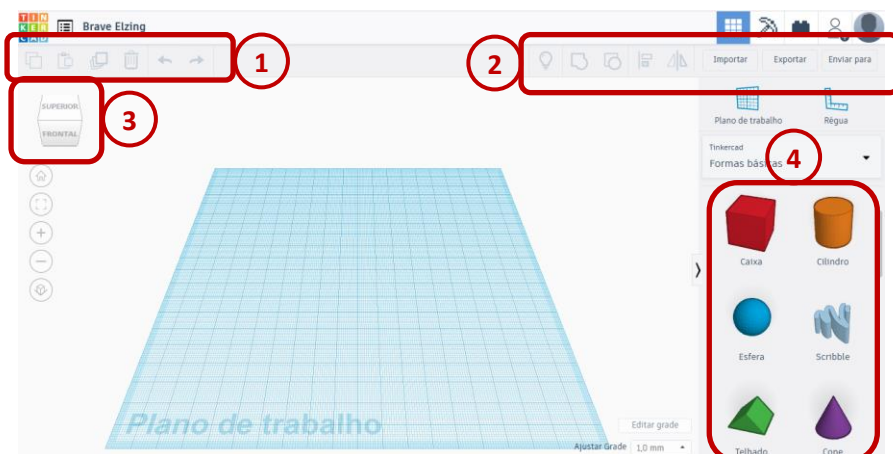 TIN
KER
CAD
Brave Elzing
1
2
Importar
Exportar
Enviar para
SUPERIOR
FRONTAL
3
Plano de trabalho
Régua
Tinkercad
Formas básicas
4
Caixa
Cilindro
Esfera
Scribble
Telhado
Cone
Plano de trabalho
Editar grade
Ajustar Grade
1,0 mm